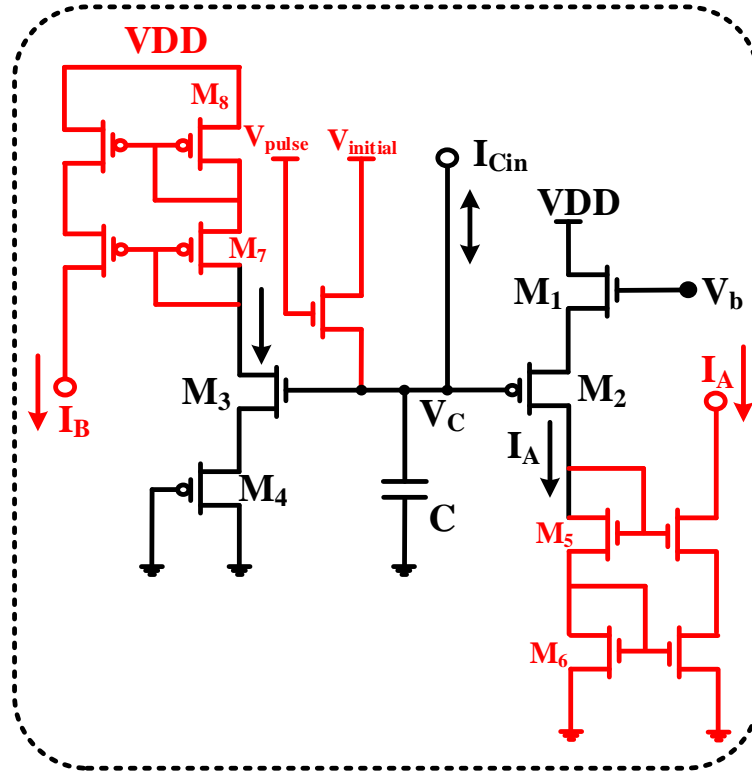 VDD
M8
Vpulse Vinitial
ICin
VDD
M7
M1
Vb
M3
M2
IA
IB
VC
IA
M4
C
M5
M6